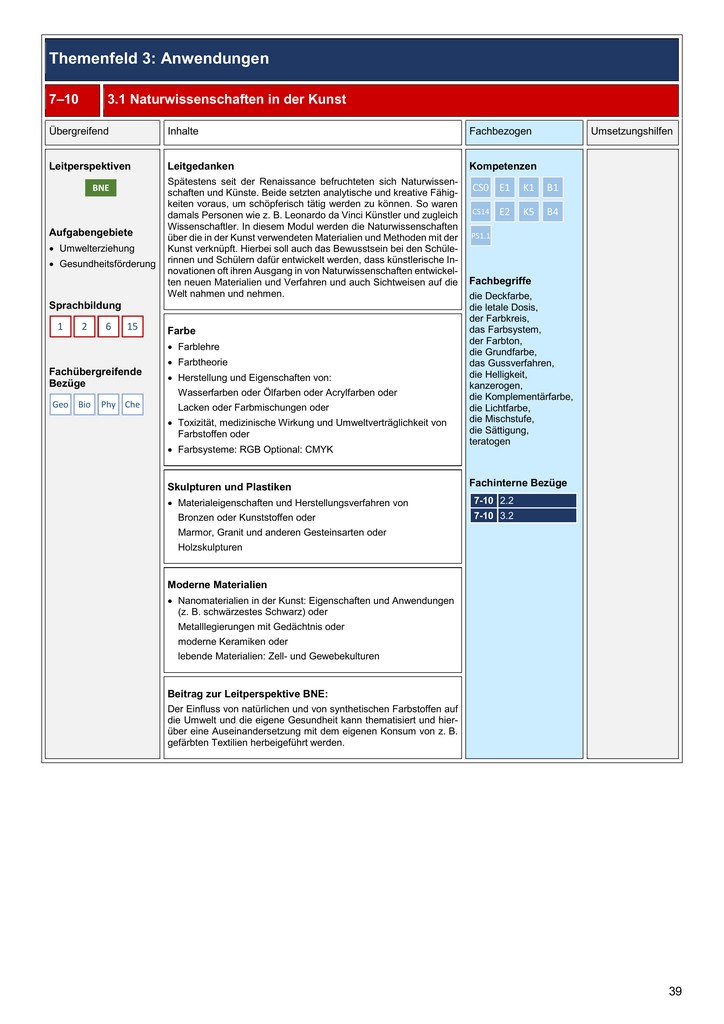 Themenfeld 3: Anwendungen
7–10
3.1 Naturwissenschaften in der Kunst
Übergreifend
Inhalte
Fachbezogen
Umsetzungshilfen
Leitperspektiven
BNE
Aufgabengebiete
• Umwelterziehung
• Gesundheitsförderung
Sprachbildung
1 2 6 15
Fachübergreifende
Bezüge
Geo Bio Phy Che
Leitgedanken
Spätestens seit der Renaissance befruchteten sich Naturwissen-
schaften und Künste. Beide setzten analytische und kreative Fähig-
keiten voraus, um schöpferisch tätig werden zu können. So waren
damals Personen wie z. B. Leonardo da Vinci Künstler und zugleich
Wissenschaftler. In diesem Modul werden die Naturwissenschaften
über die in der Kunst verwendeten Materialien und Methoden mit der
Kunst verknüpft. Hierbei soll auch das Bewusstsein bei den Schüle-
rinnen und Schülern dafür entwickelt werden, dass künstlerische In-
novationen oft ihren Ausgang in von Naturwissenschaften entwickel-
ten neuen Materialien und Verfahren und auch Sichtweisen auf die
Welt nahmen und nehmen.
Farbe
• Farblehre
• Farbtheorie
• Herstellung und Eigenschaften von:
Wasserfarben oder Ölfarben oder Acrylfarben oder
Lacken oder Farbmischungen oder
• Toxizität, medizinische Wirkung und Umweltverträglichkeit von
Farbstoffen oder
• Farbsysteme: RGB Optional: CMYK
Skulpturen und Plastiken
• Materialeigenschaften und Herstellungsverfahren von
Bronzen oder Kunststoffen oder
Marmor, Granit und anderen Gesteinsarten oder
Holzskulpturen
Moderne Materialien
• Nanomaterialien in der Kunst: Eigenschaften und Anwendungen
(z. B. schwärzestes Schwarz) oder
Metalllegierungen mit Gedächtnis oder
moderne Keramiken oder
lebende Materialien: Zell- und Gewebekulturen
Beitrag zur Leitperspektive BNE:
Der Einfluss von natürlichen und von synthetischen Farbstoffen auf
die Umwelt und die eigene Gesundheit kann thematisiert und hier-
über eine Auseinandersetzung mit dem eigenen Konsum von z. B.
gefärbten Textilien herbeigeführt werden.
Kompetenzen
CS0 E1 K1 B1
CS14 E2 K5 B4
PS1.1
Fachbegriffe
die Deckfarbe,
die letale Dosis,
der Farbkreis,
das Farbsystem,
der Farbton,
die Grundfarbe,
das Gussverfahren,
die Helligkeit,
kanzerogen,
die Komplementärfarbe,
die Lichtfarbe,
die Mischstufe,
die Sättigung,
teratogen
Fachinterne Bezüge
7-10 2.2
7-10 3.2
39